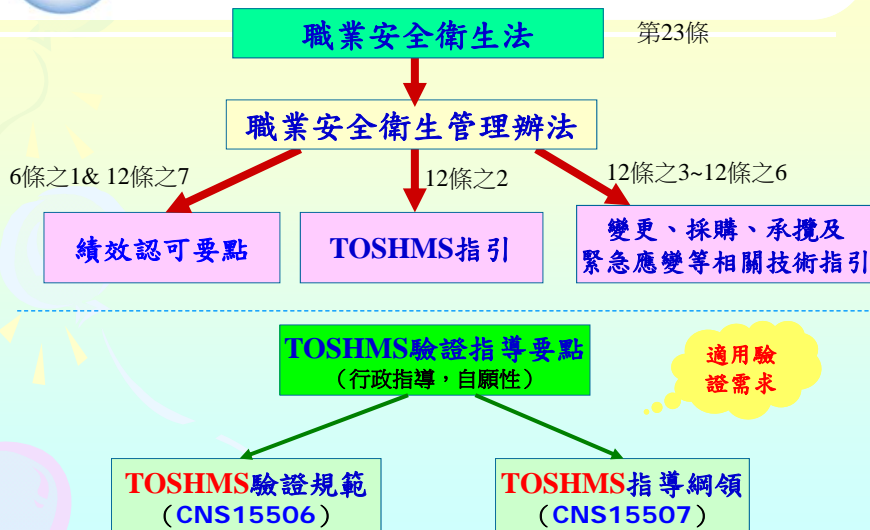 職業安全衛生法
第23條
職業安全衛生管理辦法
6條之1& 12條之7
12條之2
12條之3~12條之6
績效認可要點
TOSHMS指引
變更、採購、承攬及
緊急應變等相關技術指引
TOSHMS驗證指導要點
（行政指導，自願性）
適用驗
證需求
TOSHMS驗證規範
（CNS15506）
TOSHMS指導綱領
（CNS15507）